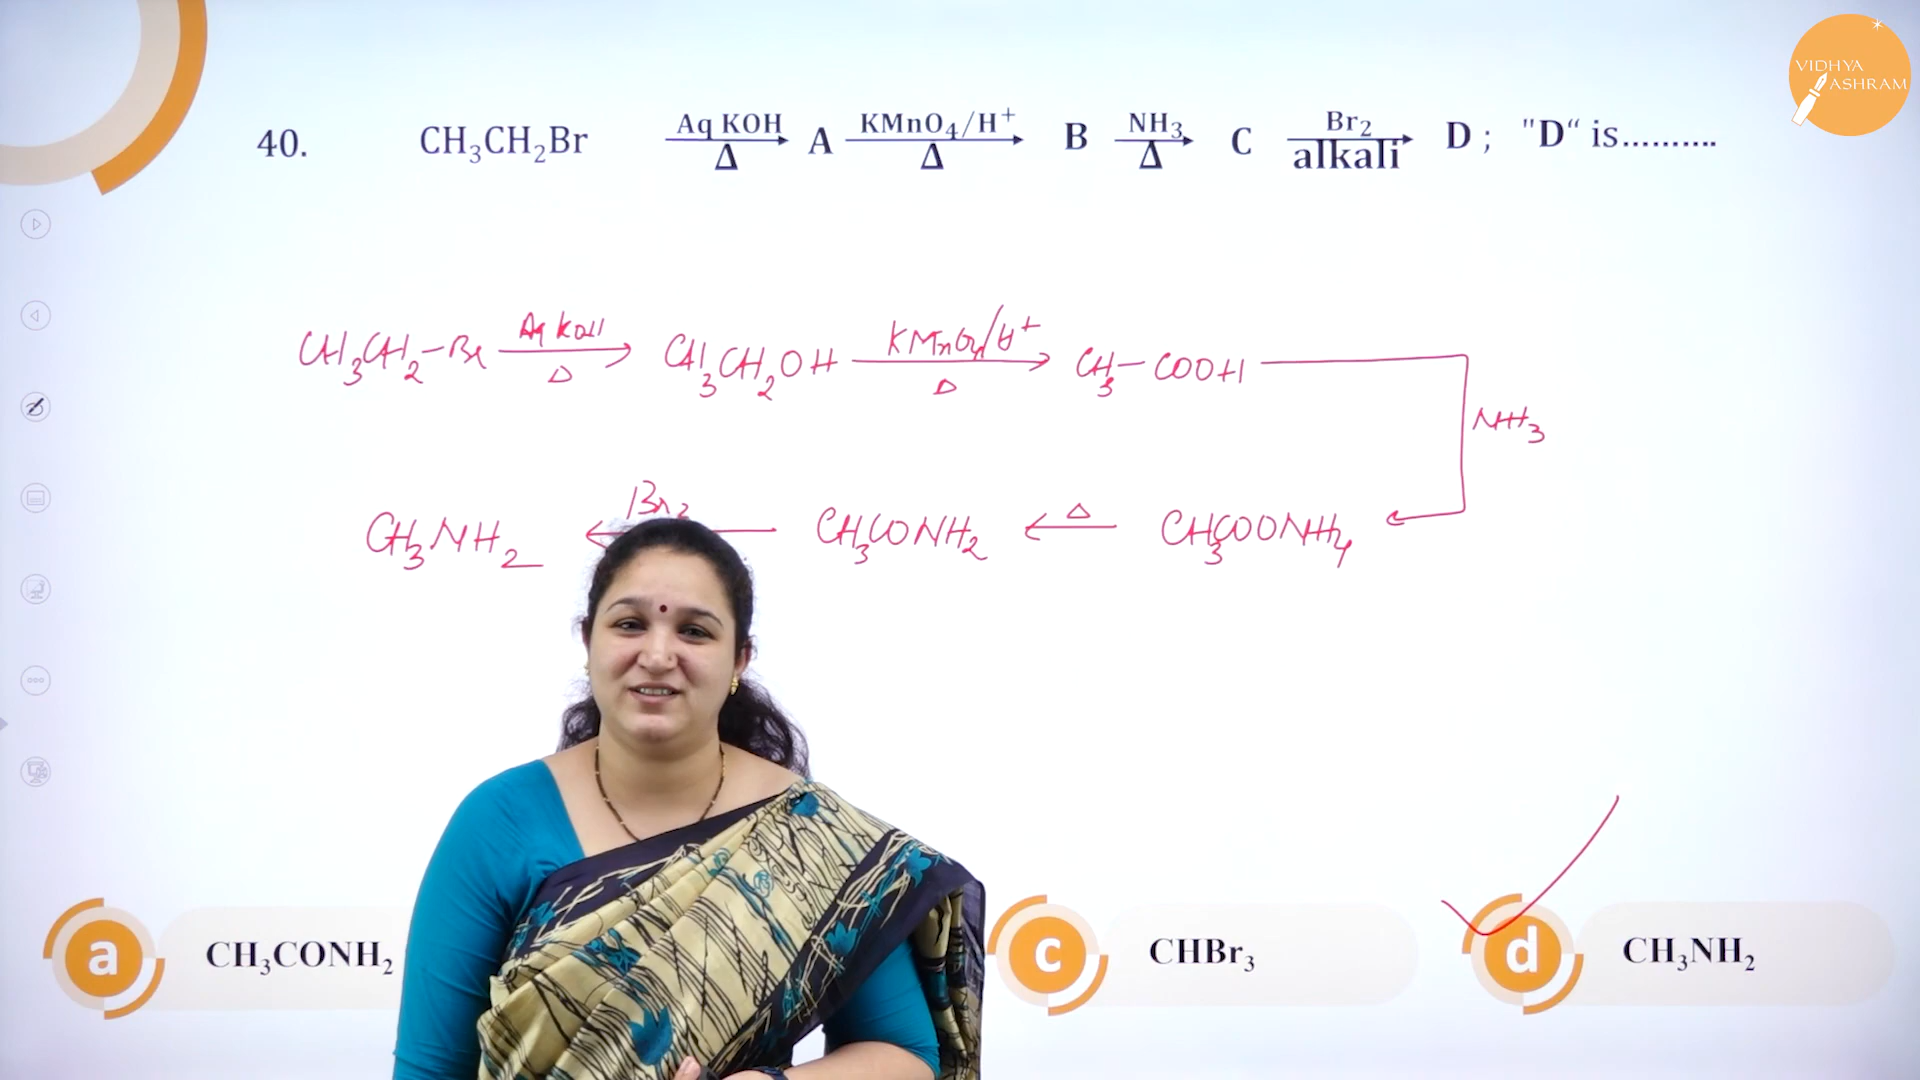 VIDHYA
ASHRAM
40. CH₃CH₂Br Aq KOH Δ A KMnO₄/H⁺ Δ B NH₃ Δ C Br₂ alkali D ; "D“ is..........
CH₃CH₂-Br Aq KOH Δ CH₃CH₂OH KMnO₄/H⁺ Δ CH₃-COOH
NH₃
CH₃NH₂ Br₂ CH₃CONH₂ Δ CH₃COONH₄
a CH₃CONH₂
c CHBr₃
d CH₃NH₂